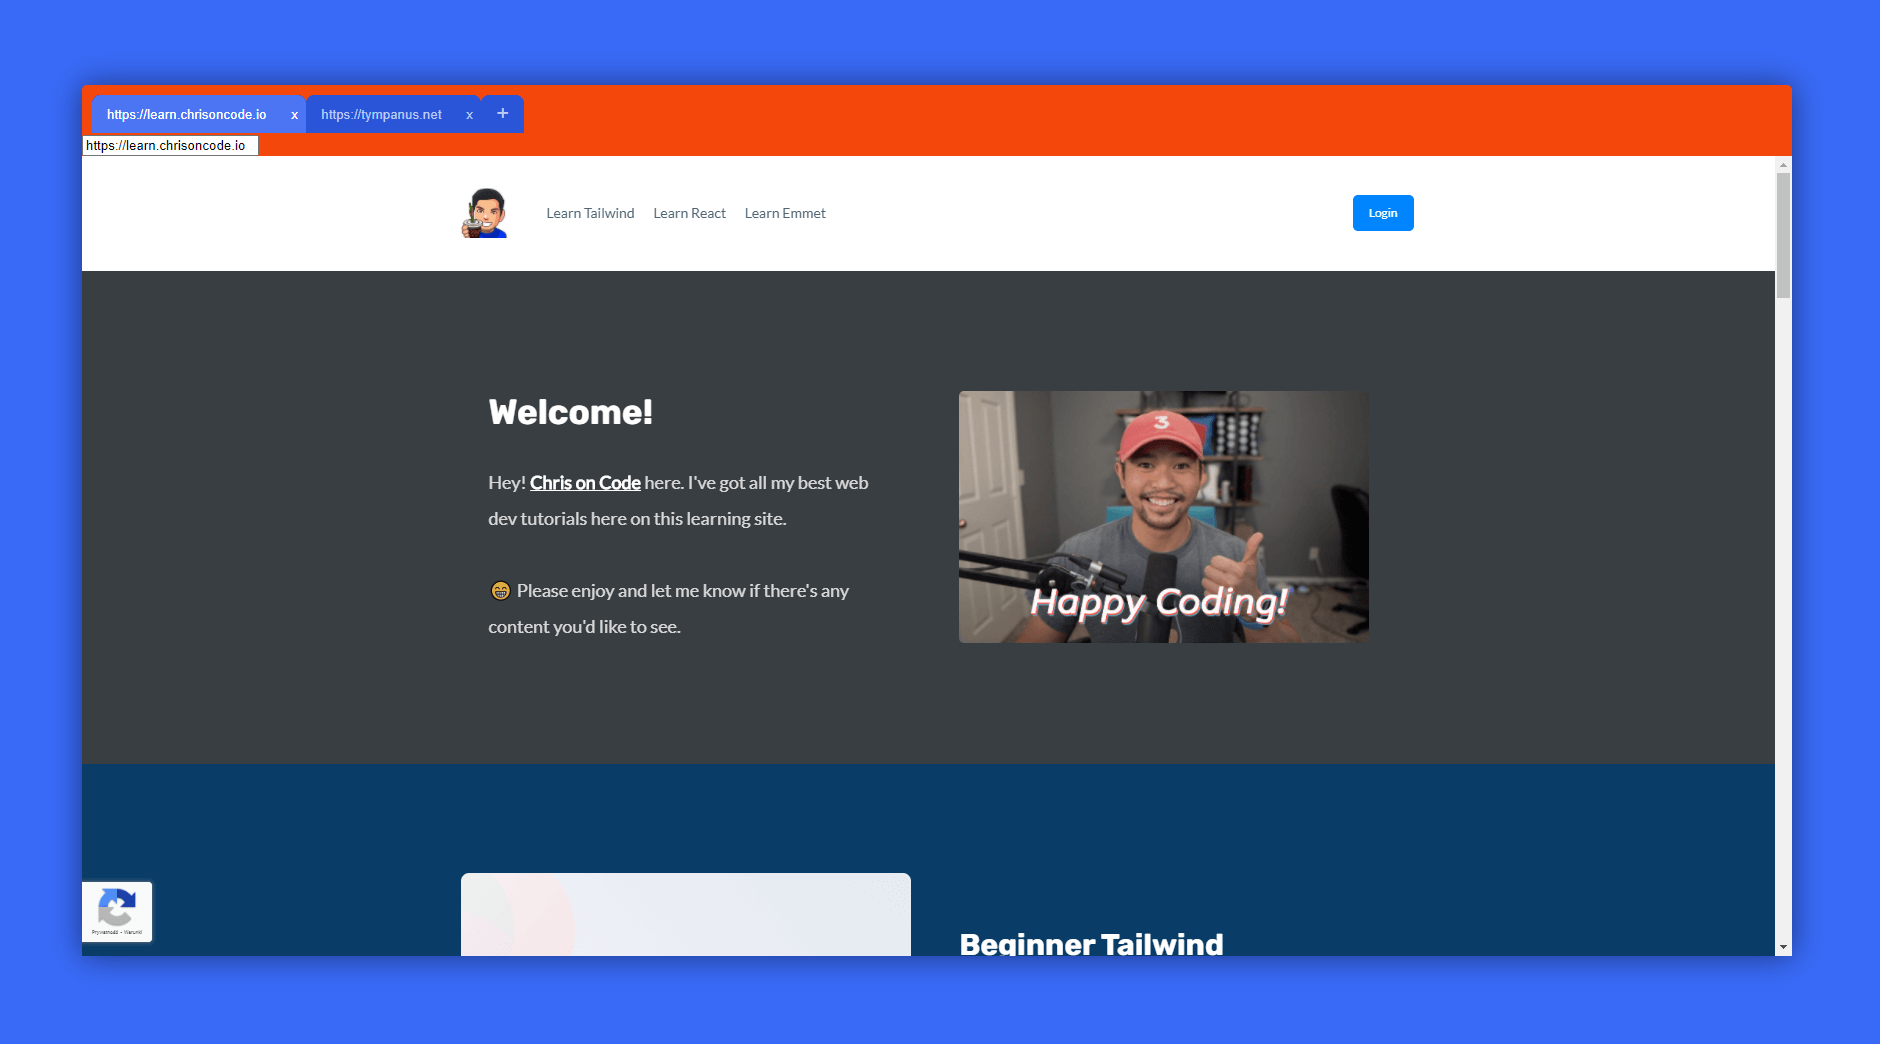 https://learn.chrisoncode.io x https://tympanus.net x +
https://learn.chrisoncode.io
Learn Tailwind Learn React Learn Emmet Login
Welcome!
Hey! Chris on Code here. I've got all my best web
dev tutorials here on this learning site.
😁 Please enjoy and let me know if there's any
content you'd like to see.
3
Happy Coding!
Prywatność - Warunki
Beginner Tailwind